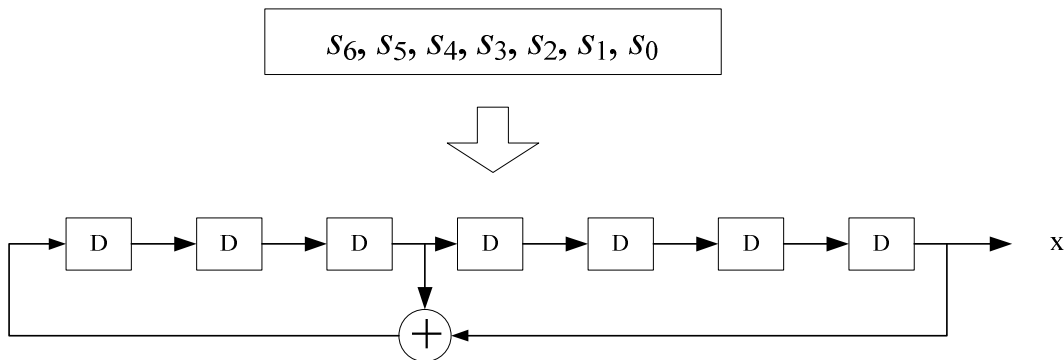 s₆, s₅, s₄, s₃, s₂, s₁, s₀
D D D D D D D x
+